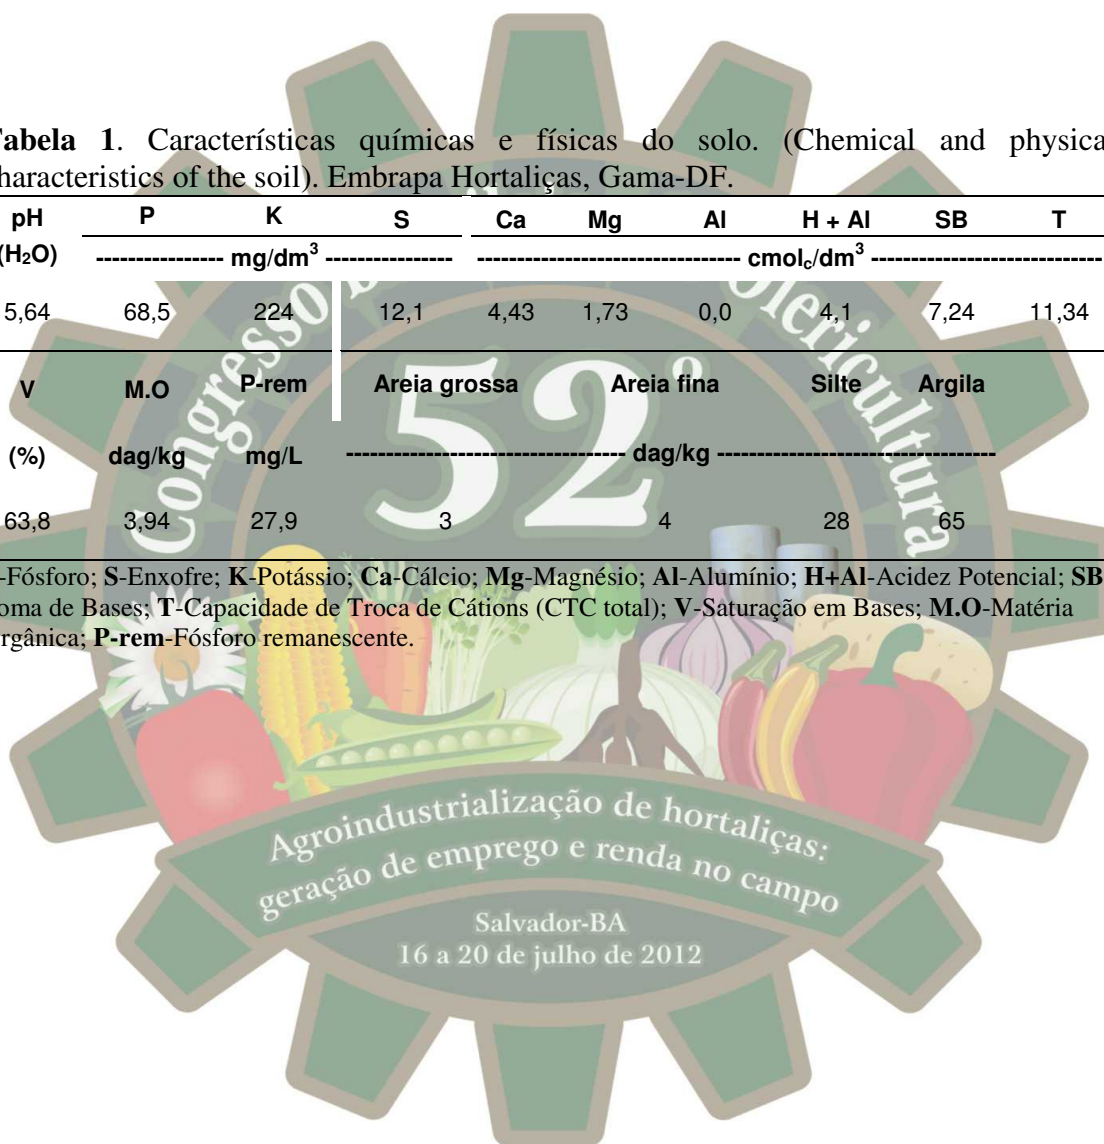 Tabela 1. Características químicas e físicas do solo. (Chemical and physica
haracteristics of the soil). Embrapa Hortaliças, Gama-DF.
pH P K S Ca Mg Al H + Al SB T
(H2O) ---------------- mg/dm3 ---------------- --------------------------------- cmolc/dm3 -----------------------------
5,64 68,5 224 12,1 4,43 1,73 0,0 4,1 7,24 11,34
V M.O P-rem Areia grossa Areia fina Silte Argila
(%) dag/kg mg/L ----------------------------------- dag/kg -----------------------------------
63,8 3,94 27,9 3 4 28 65
-Fósforo; S-Enxofre; K-Potássio; Ca-Cálcio; Mg-Magnésio; Al-Alumínio; H+Al-Acidez Potencial; SB
oma de Bases; T-Capacidade de Troca de Cátions (CTC total); V-Saturação em Bases; M.O-Matéria
rgânica; P-rem-Fósforo remanescente.
Congresso
olericultura
52º
Agroindustrialização de hortaliças:
geração de emprego e renda no campo
Salvador-BA
16 a 20 de julho de 2012